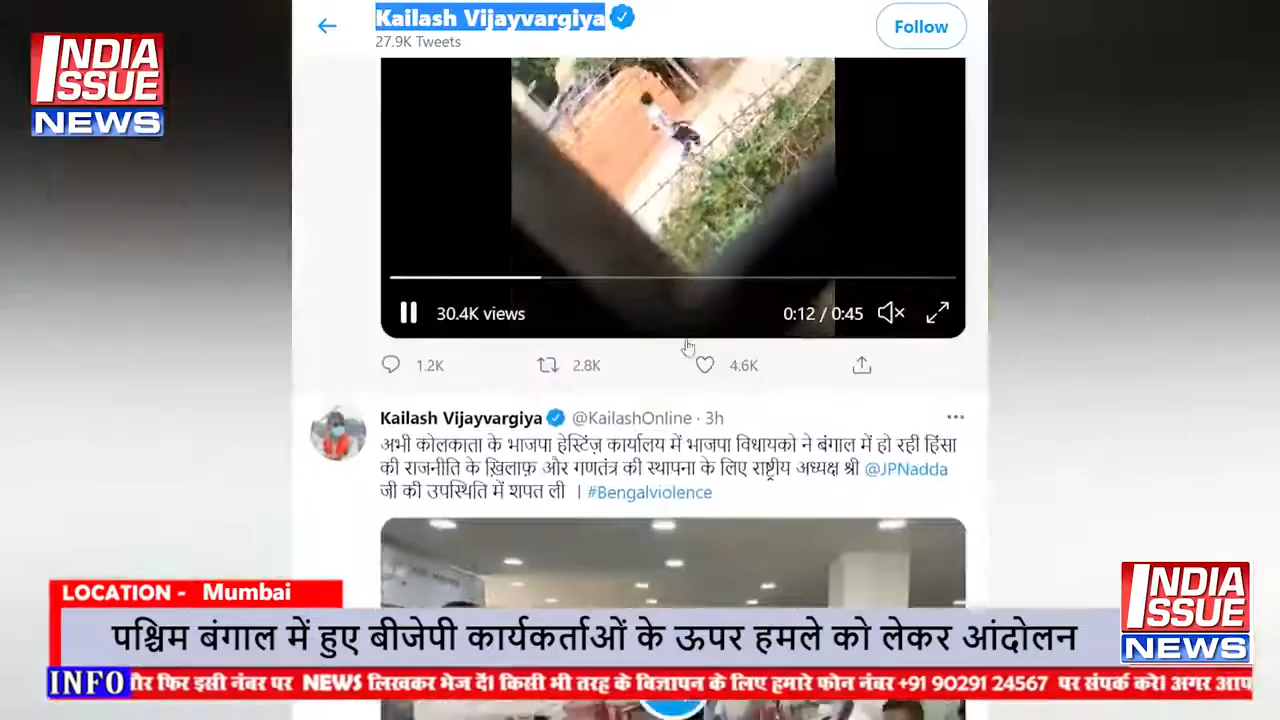 Kailash Vijayvargiya
27.9K Tweets
Follow
INDIA
ISSUE
NEWS
30.4K views
0:12 / 0:45
1.2K
2.8K
4.6K
Kailash Vijayvargiya @KailashOnline · 3h
अभी कोलकाता के भाजपा हेस्टिंज़ कार्यालय में भाजपा विधायको ने बंगाल में हो रही हिंसा
की राजनीति के ख़िलाफ़ और गणतंत्र की स्थापना के लिए राष्ट्रीय अध्यक्ष श्री @JPNadda
जी की उपस्थिति में शपत ली । #Bengalviolence
LOCATION - Mumbai
पश्चिम बंगाल में हुए बीजेपी कार्यकर्ताओं के ऊपर हमले को लेकर आंदोलन
INDIA
ISSUE
NEWS
INFO
और फिर इसी नंबर पर NEWS लिखकर भेज दें। किसी भी तरह के विज्ञापन के लिए हमारे फोन नंबर +91 90291 24567 पर संपर्क करे। अगर आप